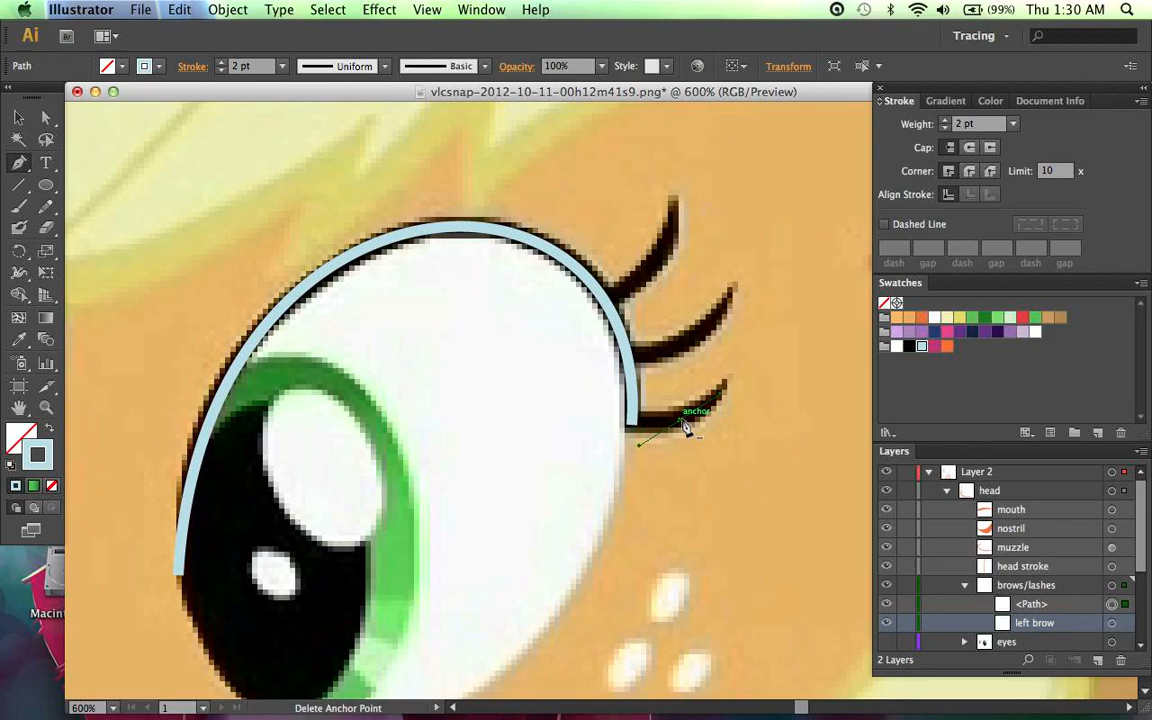 Illustrator File Edit Object Type Select Effect View Window Help (99%) Thu 1:30 AM
Ai Br Tracing
Path Stroke: 2 pt Uniform Basic Opacity: 100% Style: Transform
vlcsnap-2012-10-11-00h12m41s9.png* @ 600% (RGB/Preview)
Stroke Gradient Color Document Info
Weight: 2 pt
Cap:
Corner: Limit: 10 x
Align Stroke:
Dashed Line
dash gap dash gap dash gap
Swatches
anchor
Layers
Layer 2
head
mouth
nostril
muzzle
head stroke
brows/lashes
<Path>
left brow
eyes
2 Layers
Macint
600% 1 Delete Anchor Point